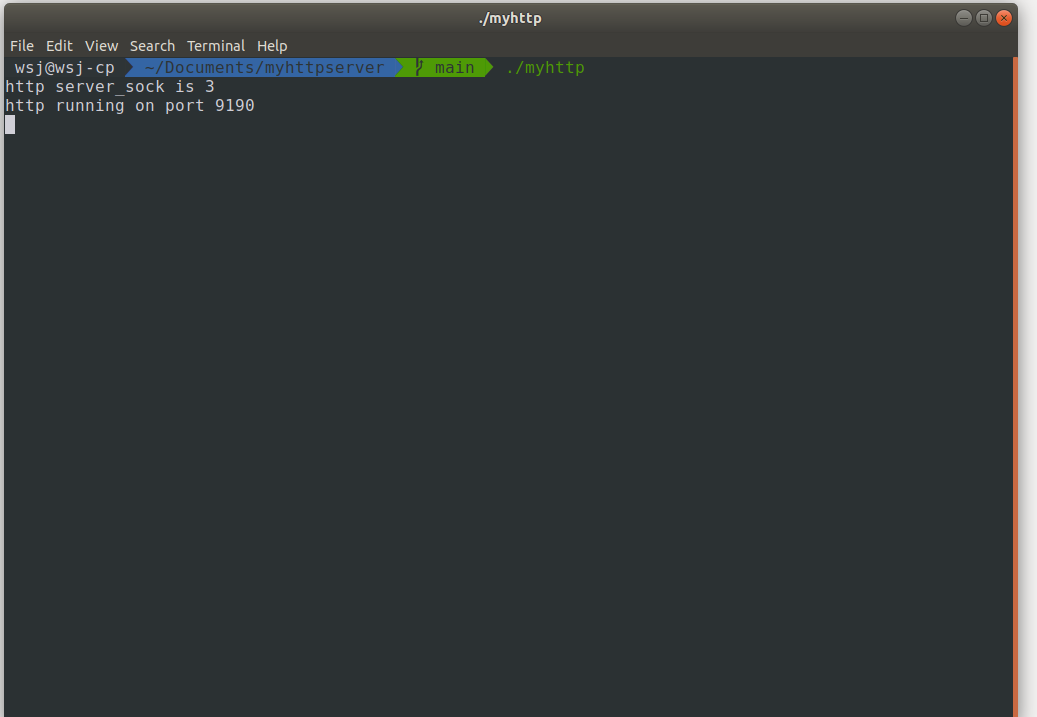 ./myhttp
File Edit View Search Terminal Help
wsj@wsj-cp ~/Documents/myhttpserver main ./myhttp
http server_sock is 3
http running on port 9190